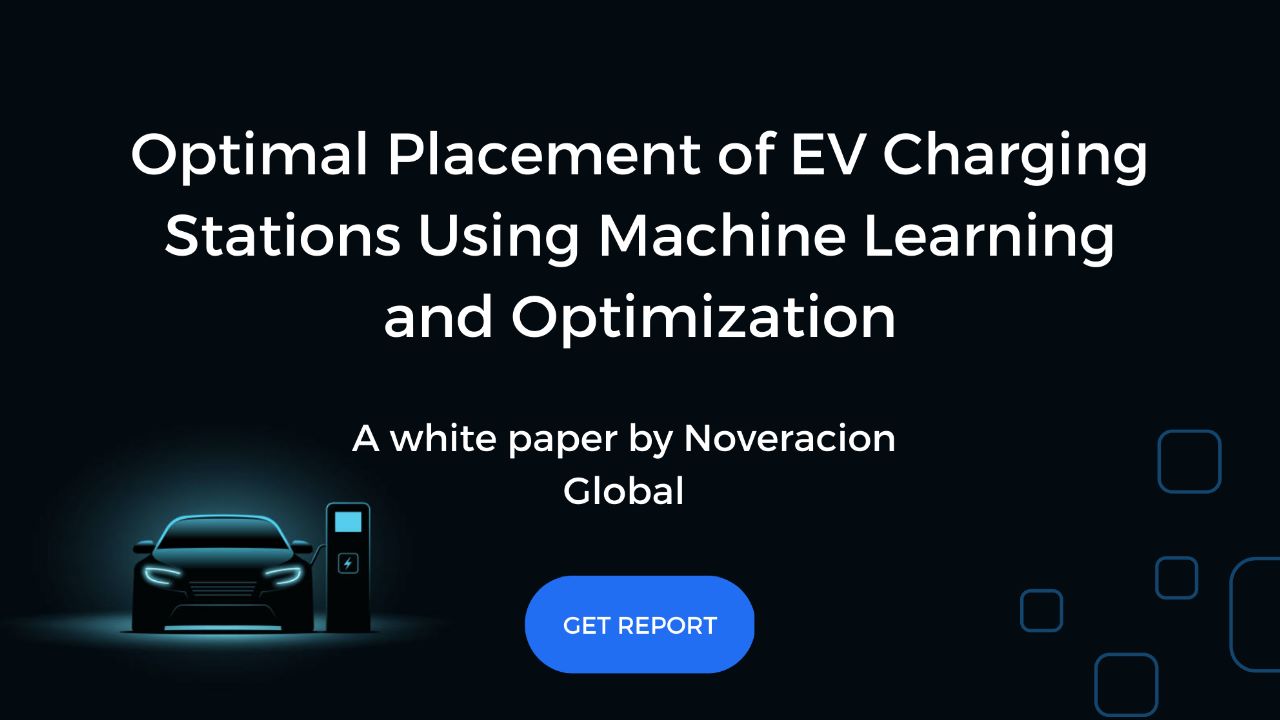 Optimal Placement of EV Charging
Stations Using Machine Learning
and Optimization
A white paper by Noveracion
Global
GET REPORT